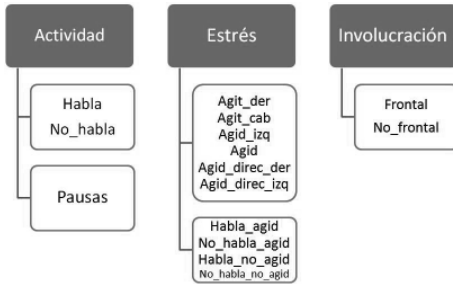 Actividad
Habla
No_habla
Pausas
Estrés
Agit_der
Agit_cab
Agid_izq
Agid
Agid_direc_der
Agid_direc_izq
Habla_agid
No_habla_agid
Habla_no_agid
No_habla_no_agid
Involucración
Frontal
No_frontal